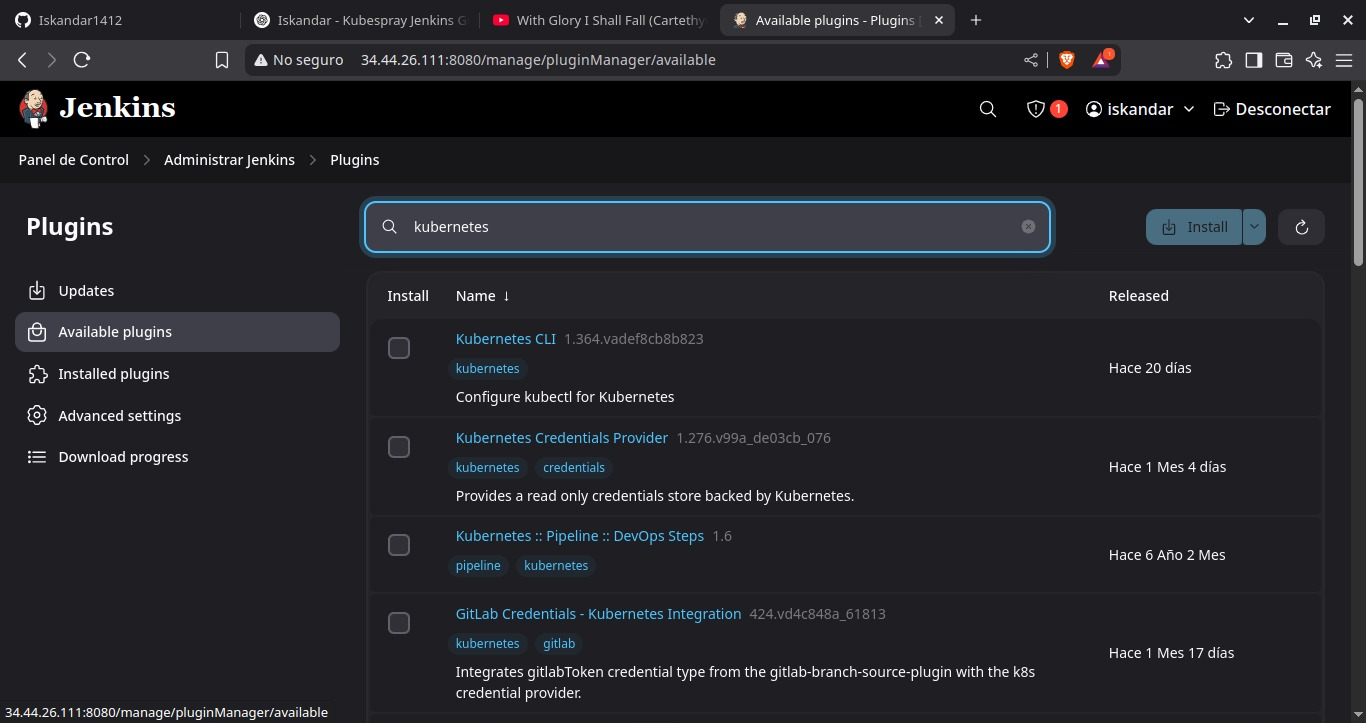 Iskandar1412
Iskandar - Kubespray Jenkins G
With Glory I Shall Fall (Cartethy
Available plugins - Plugins [
No seguro 34.44.26.111:8080/manage/pluginManager/available
Jenkins
1
iskandar
Desconectar
Panel de Control
Administrar Jenkins
Plugins
Plugins
kubernetes
Install
Updates
Available plugins
Installed plugins
Advanced settings
Download progress
Install Name ↓ Released
Kubernetes CLI 1.364.vadef8cb8b823
kubernetes
Configure kubectl for Kubernetes
Hace 20 días
Kubernetes Credentials Provider 1.276.v99a_de03cb_076
kubernetes credentials
Provides a read only credentials store backed by Kubernetes.
Hace 1 Mes 4 días
Kubernetes :: Pipeline :: DevOps Steps 1.6
pipeline kubernetes
Hace 6 Año 2 Mes
GitLab Credentials - Kubernetes Integration 424.vd4c848a_61813
kubernetes gitlab
Integrates gitlabToken credential type from the gitlab-branch-source-plugin with the k8s
credential provider.
Hace 1 Mes 17 días
34.44.26.111:8080/manage/pluginManager/available